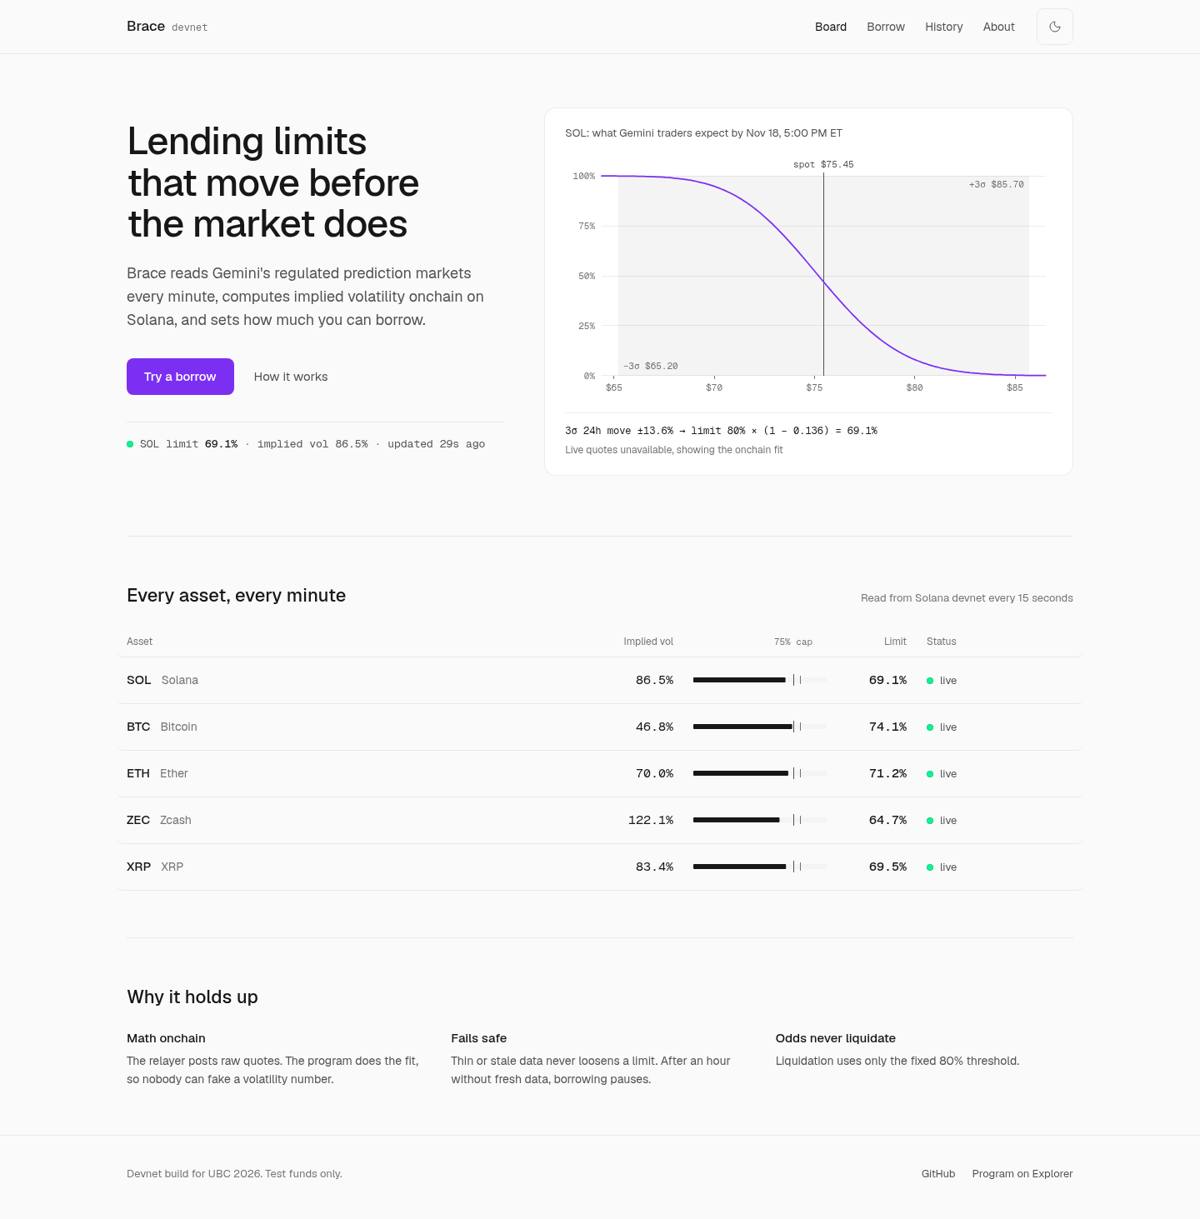 Brace devnet
Board Borrow History About
Lending limits
that move before
the market does
Brace reads Gemini's regulated prediction markets
every minute, computes implied volatility onchain on
Solana, and sets how much you can borrow.
Try a borrow How it works
SOL limit 69.1% · implied vol 86.5% · updated 29s ago
SOL: what Gemini traders expect by Nov 18, 5:00 PM ET
spot $75.45
100%
+3σ $85.70
75%
50%
25%
−3σ $65.20
0%
$65 $70 $75 $80 $85
3σ 24h move ±13.6% → limit 80% × (1 − 0.136) = 69.1%
Live quotes unavailable, showing the onchain fit
Every asset, every minute
Read from Solana devnet every 15 seconds
Asset Implied vol 75% cap Limit Status
SOL Solana 86.5% 69.1% live
BTC Bitcoin 46.8% 74.1% live
ETH Ether 70.0% 71.2% live
ZEC Zcash 122.1% 64.7% live
XRP XRP 83.4% 69.5% live
Why it holds up
Math onchain
The relayer posts raw quotes. The program does the fit,
so nobody can fake a volatility number.
Fails safe
Thin or stale data never loosens a limit. After an hour
without fresh data, borrowing pauses.
Odds never liquidate
Liquidation uses only the fixed 80% threshold.
Devnet build for UBC 2026. Test funds only.
GitHub Program on Explorer